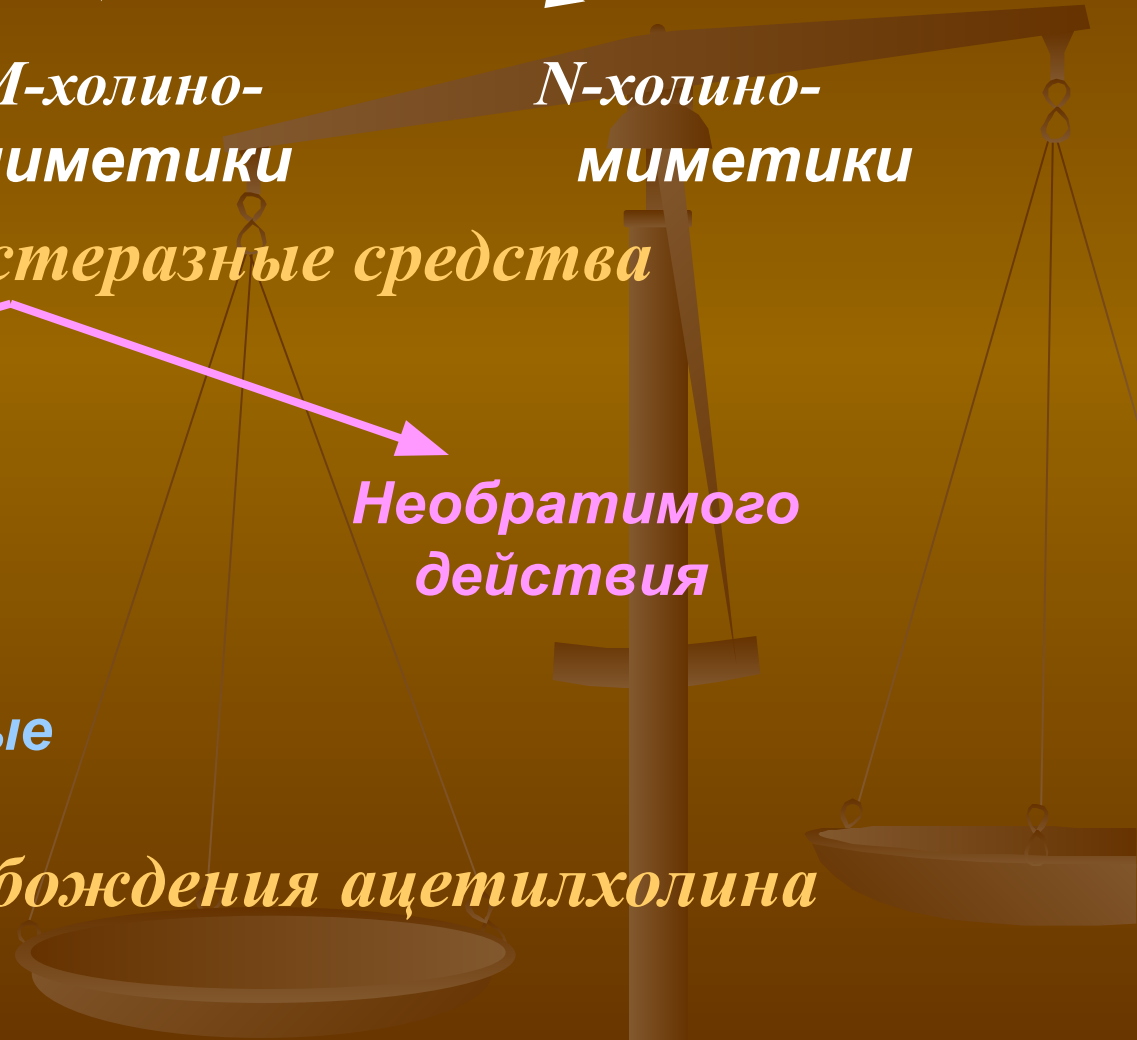 М-холино- N-холино-
миметики миметики
стеразные средства
Необратимого
действия
ые
бождения ацетилхолина